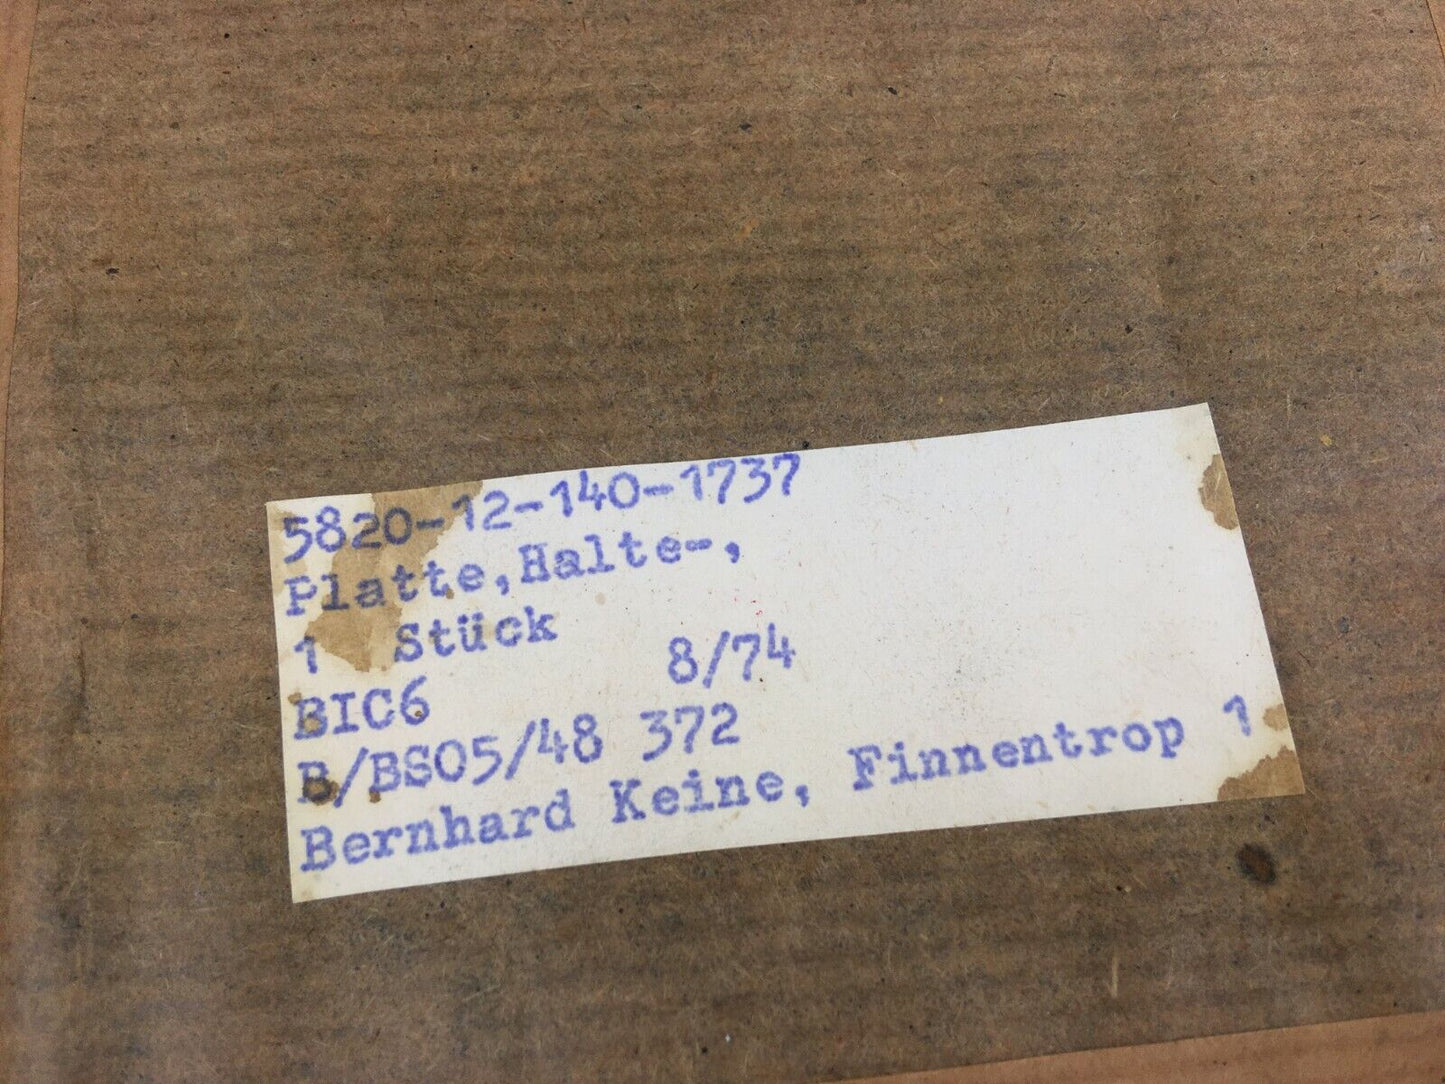 5820-12-140-1737
Platte,Halte-,
1 Stück
8/74
BIC6
B/BS05/48 372
Bernhard Keine, Finnentrop 1